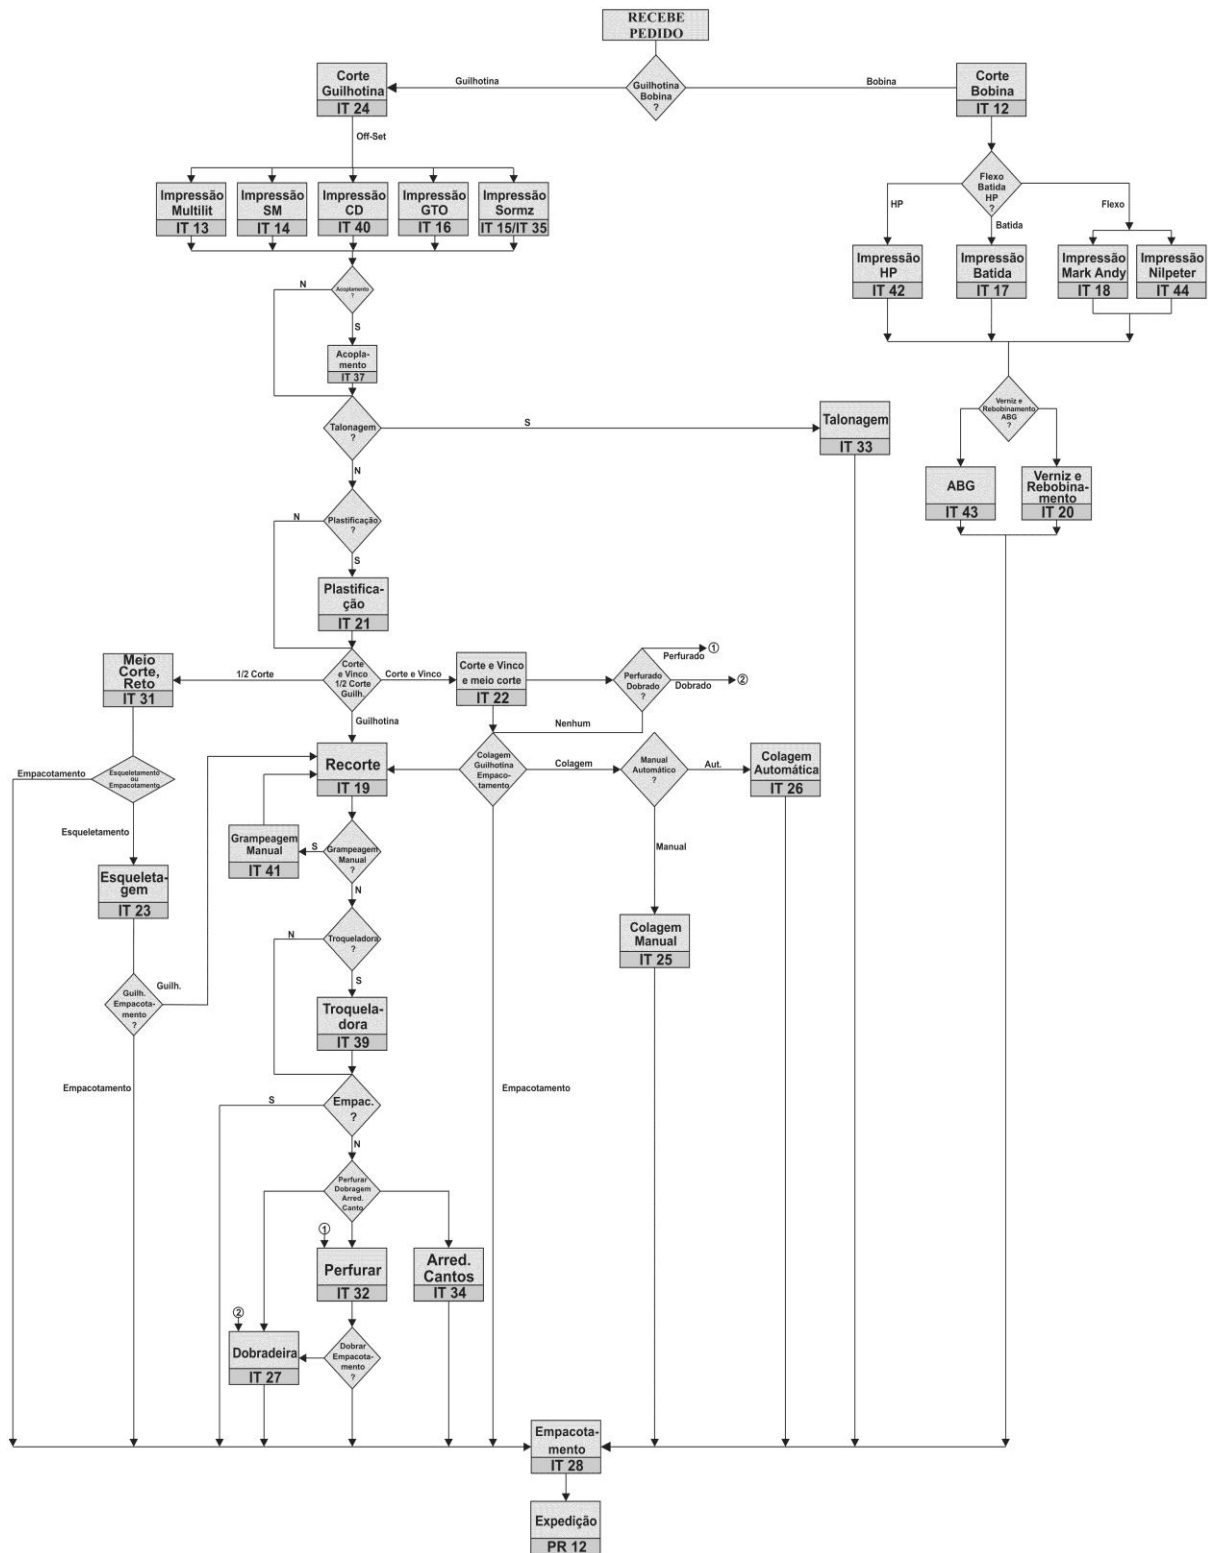 RECEBE
PEDIDO
Guilhotina
Bobina
?
Guilhotina
Bobina
Corte
Guilhotina
IT 24
Corte
Bobina
IT 12
Off-Set
Impressão
Multilit
IT 13
Impressão
SM
IT 14
Impressão
CD
IT 40
Impressão
GTO
IT 16
Impressão
Sormz
IT 15/IT 35
Flexo
Batida
HP
?
HP
Batida
Flexo
Impressão
HP
IT 42
Impressão
Batida
IT 17
Impressão
Mark Andy
IT 18
Impressão
Nilpeter
IT 44
Acoplamento
?
N
S
Acopla-
mento
IT 37
Talonagem
?
S
N
Talonagem
IT 33
Verniz e
Rebobinamento
ABG
?
ABG
IT 43
Verniz e
Rebobina-
mento
IT 20
Plastificação
?
N
S
Plastifica-
ção
IT 21
Meio
Corte,
Reto
IT 31
1/2 Corte
Corte
e Vinco
1/2 Corte
Guilh.
Corte e Vinco
Guilhotina
Corte e Vinco
e meio corte
IT 22
Perfurado
Dobrado
?
Perfurado
1
Dobrado
2
Nenhum
Empacotamento
Esqueletamento
ou
Empacotamento
Esqueletamento
Recorte
IT 19
Colagem
Guilhotina
Empaco-
tamento
Colagem
Manual
Automático
?
Aut.
Manual
Colagem
Automática
IT 26
Grampeagem
Manual
IT 41
S
Grampeagem
Manual
?
N
Esqueleta-
gem
IT 23
Troqueladora
?
N
S
Colagem
Manual
IT 25
Guilh.
Empacota-
mento
?
Guilh.
Empacotamento
Troquela-
dora
IT 39
Empac.
?
S
N
Empacotamento
Perfurar
Dobragem
Arred.
Canto
1
Perfurar
IT 32
Arred.
Cantos
IT 34
2
Dobradeira
IT 27
Dobrar
Empacota-
mento
?
Empacota-
mento
IT 28
Expedição
PR 12